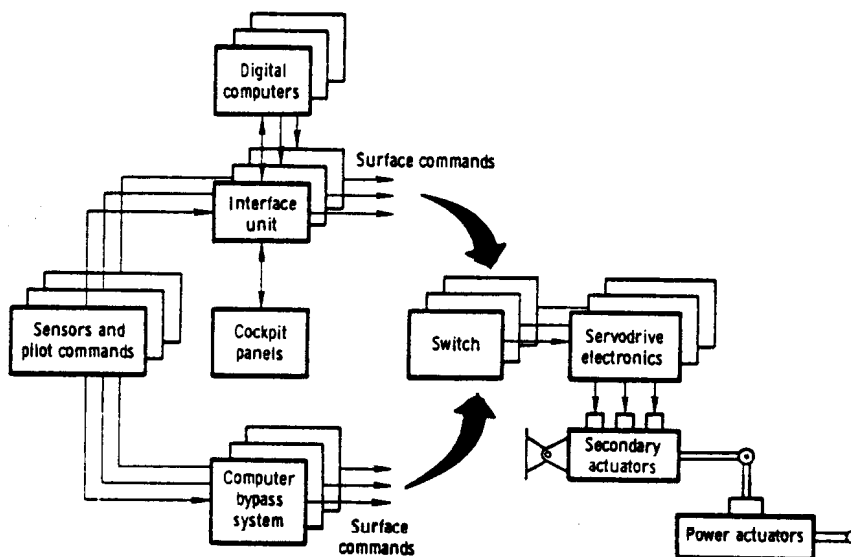 Digital
computers
Surface commands
Interface
unit
Sensors and
pilot commands
Cockpit
panels
Switch
Servodrive
electronics
Secondary
actuators
Computer
bypass
system
Surface
commands
Power actuators